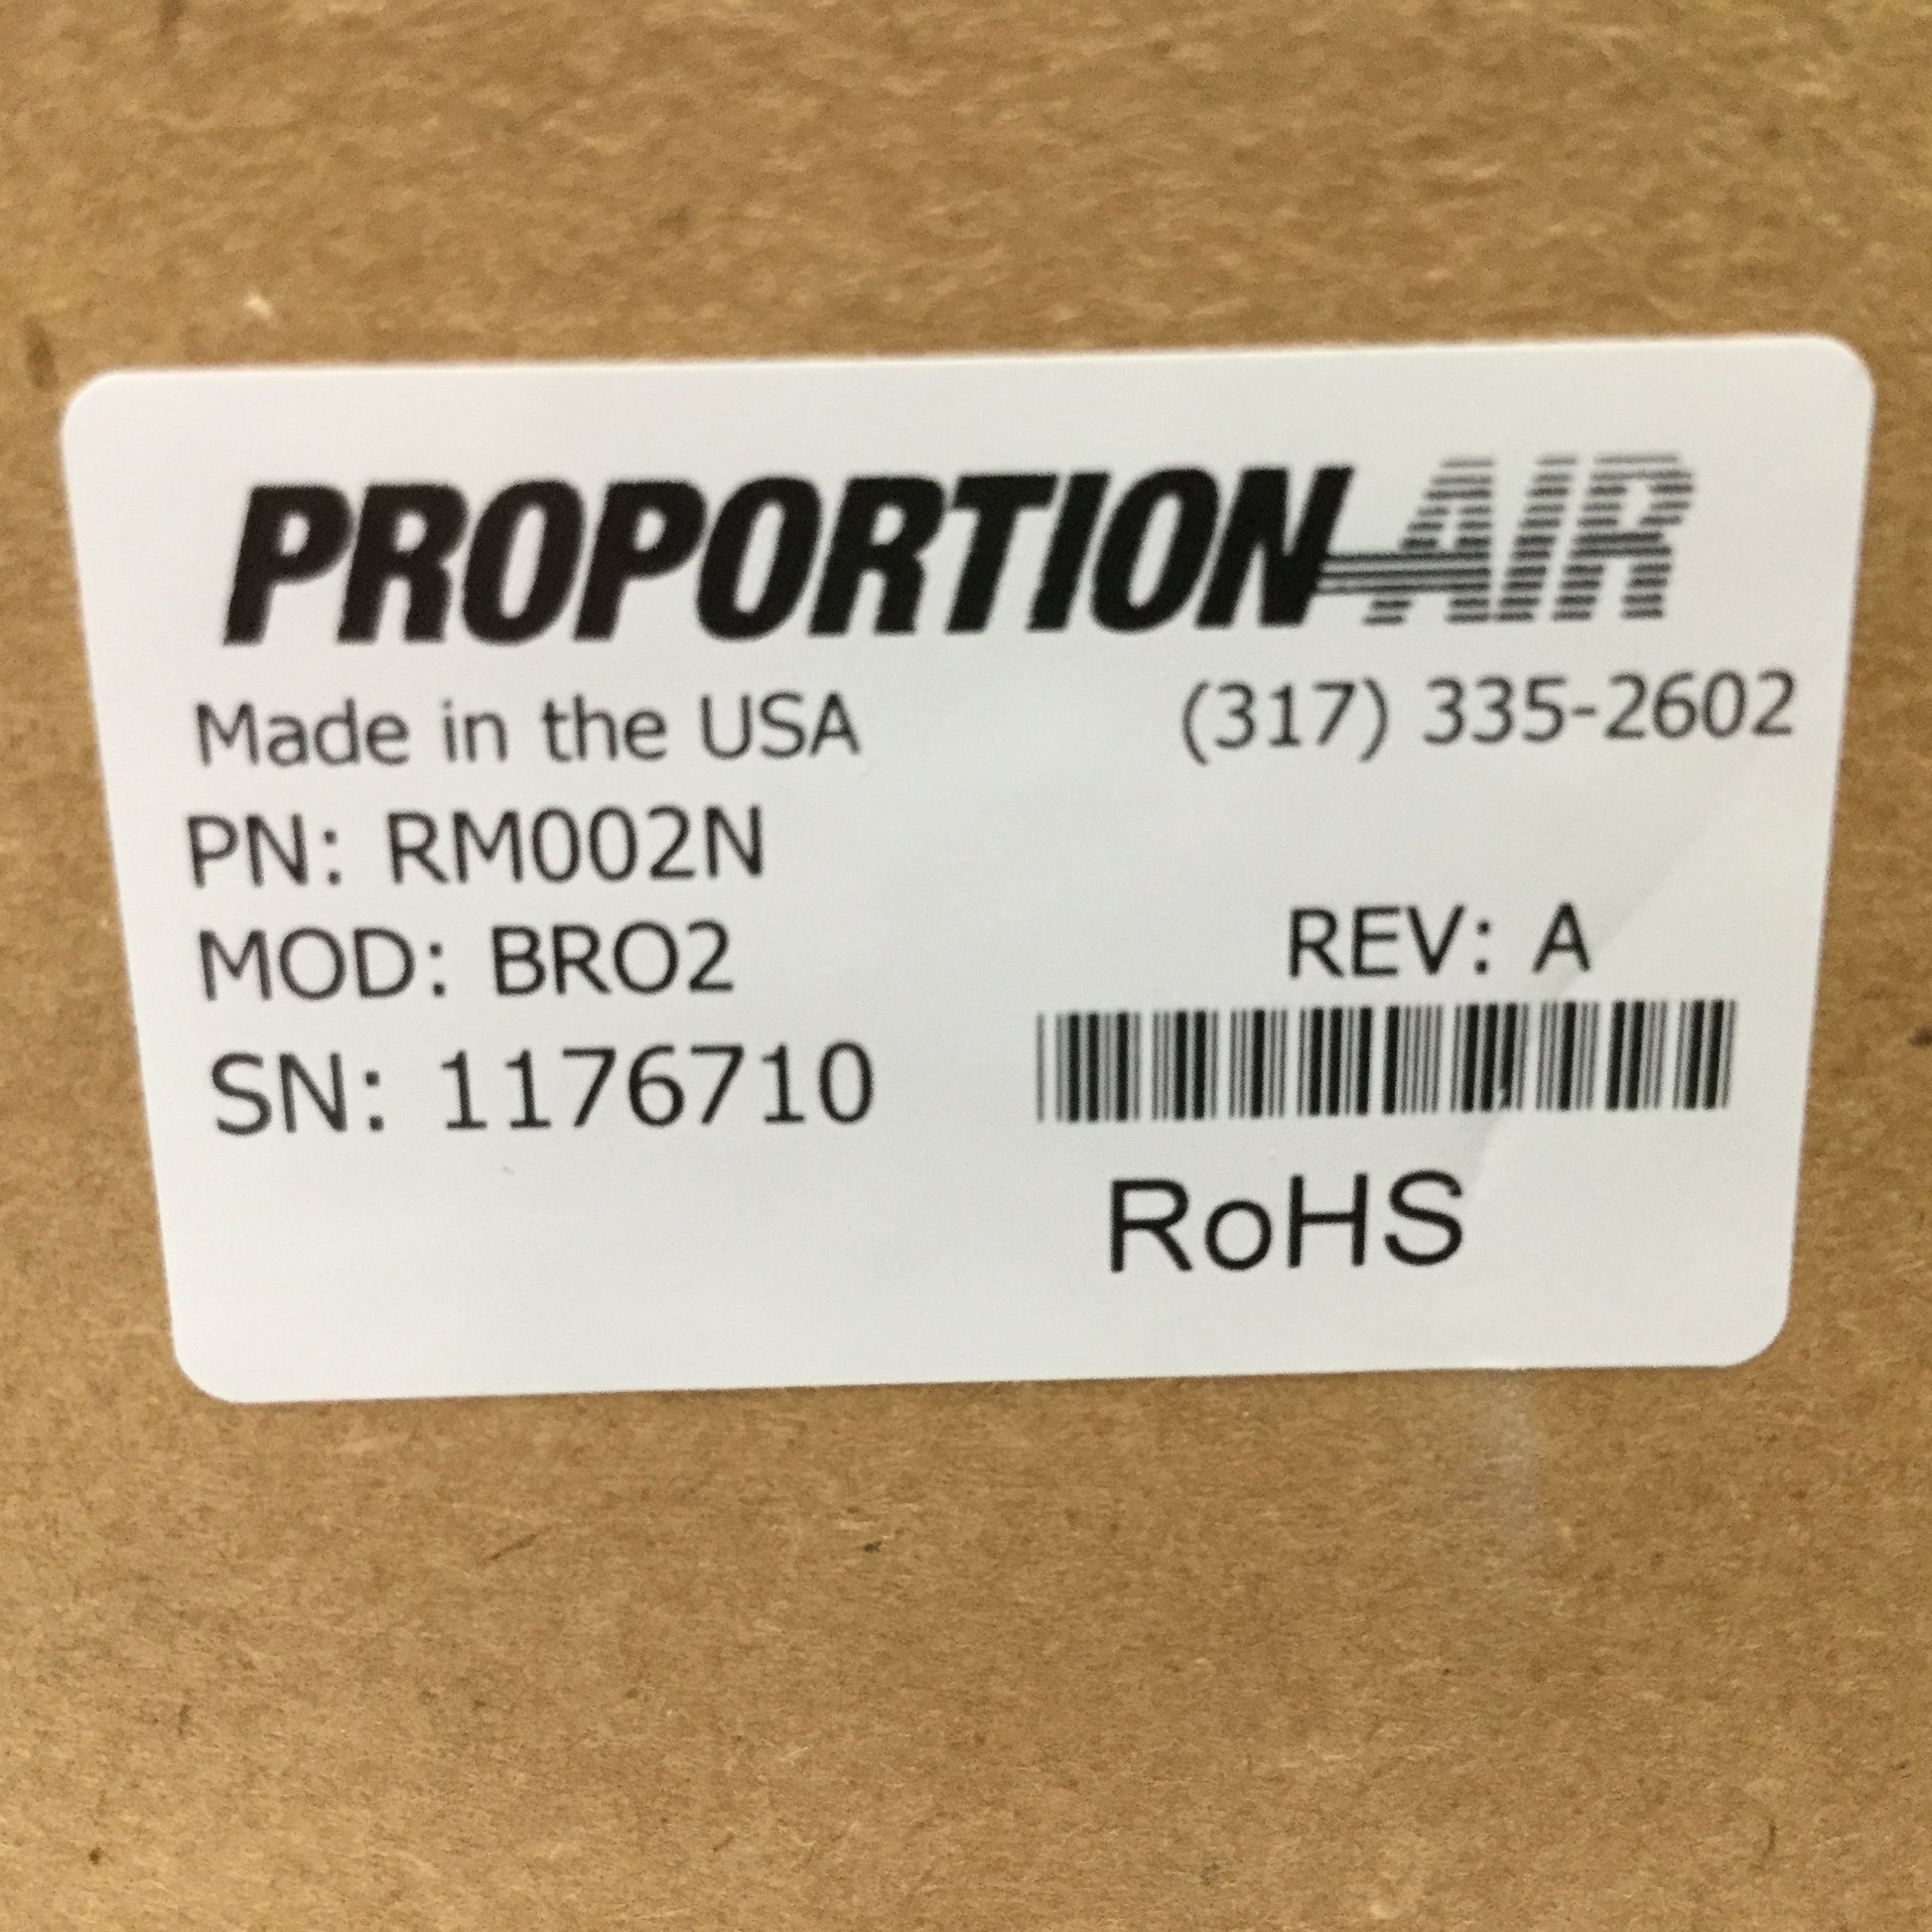 PROPORTION-AIR
Made in the USA (317) 335-2602
PN: RM002N
MOD: BRO2 REV: A
SN: 1176710
RoHS